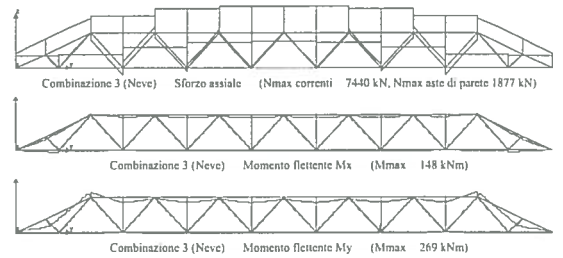 Combinazione 3 (Neve) Sforzo assiale (Nmax correnti 7440 kN, Nmax aste di parete 1877 kN)
Combinazione 3 (Neve) Momento flettente Mx (Mmax 148 kNm)
Combinazione 3 (Neve) Momento flettente My (Mmax 269 kNm)